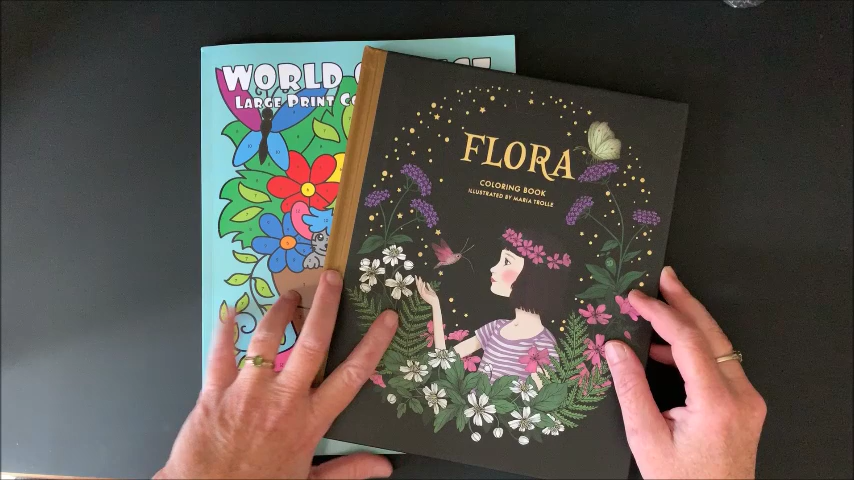 WORLD
LARGE PRINT
FLORA
COLORING BOOK
ILLUSTRATED BY MARIA TROLLE